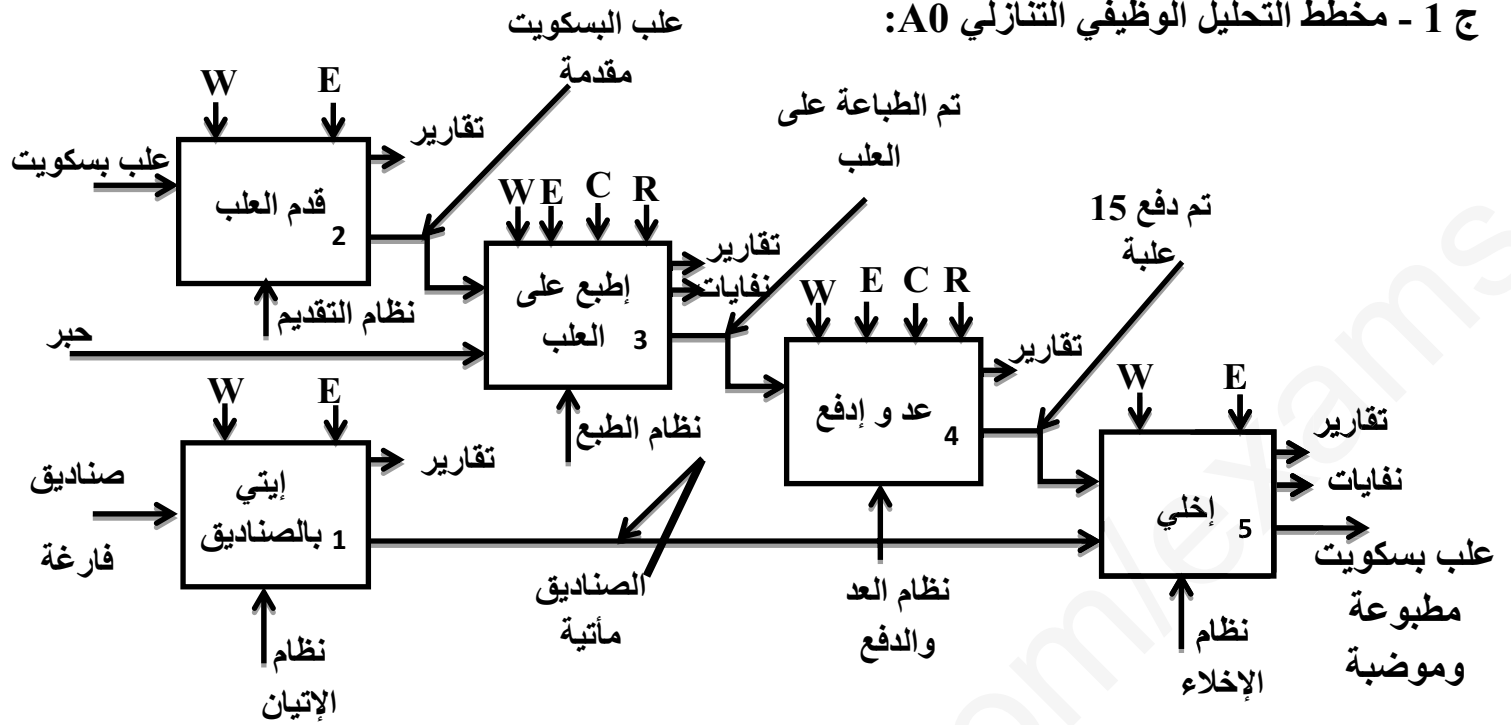 ج 1 - مخطط التحليل الوظيفي التنازلي A0:
علب البسكويت
مقدمة
W E
تقارير
علب بسكويت
قدم العلب
2
نظام التقديم
تم الطباعة على
العلب
W E C R
تقارير
نفايات
إطبع على
العلب 3
حبر
نظام الطبع
تم دفع 15
علبة
W E C R
تقارير
عد و إدفع
4
نظام العد
والدفع
W E
تقارير
صناديق
فارغة
إيتي
بالصناديق 1
نظام
الإتيان
الصناديق
مأتية
W E
تقارير
نفايات
إخلي
5
علب بسكويت
مطبوعة
وموضبة
نظام
الإخلاء
om/exams